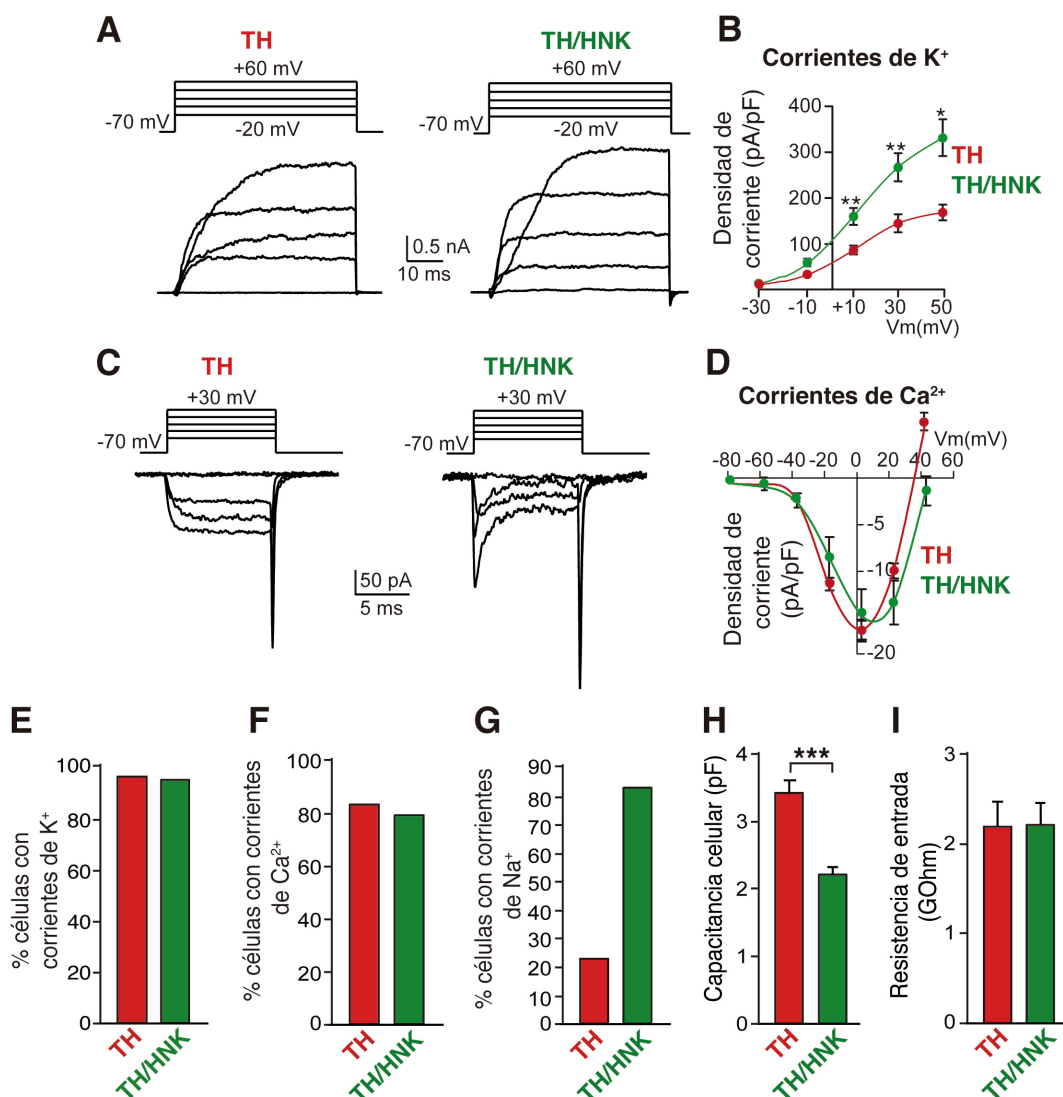 A
TH
+60 mV
-70 mV
-20 mV
TH/HNK
+60 mV
-70 mV
-20 mV
0.5 nA
10 ms
B
Corrientes de K⁺
Densidad de
corriente (pA/pF)
400
300
200
100
**
**
*
TH
TH/HNK
-30
-10
+10
30
50
Vm(mV)
C
TH
+30 mV
-70 mV
TH/HNK
+30 mV
-70 mV
50 pA
5 ms
D
Corrientes de Ca²⁺
Vm(mV)
-80
-60
-40
-20
0
20
40
60
-5
-10
-20
Densidad de
corriente
(pA/pF)
TH
TH/HNK
E
% células con
corrientes de K⁺
100
80
60
40
20
0
TH
TH/HNK
F
% células con corrientes
de Ca²⁺
100
80
60
40
20
0
TH
TH/HNK
G
% células con corrientes
de Na⁺
90
80
70
60
50
40
30
20
10
0
TH
TH/HNK
H
Capacitancia celular (pF)
4
3
2
1
0
***
TH
TH/HNK
I
Resistencia de entrada
(GOhm)
3
2
1
0
TH
TH/HNK